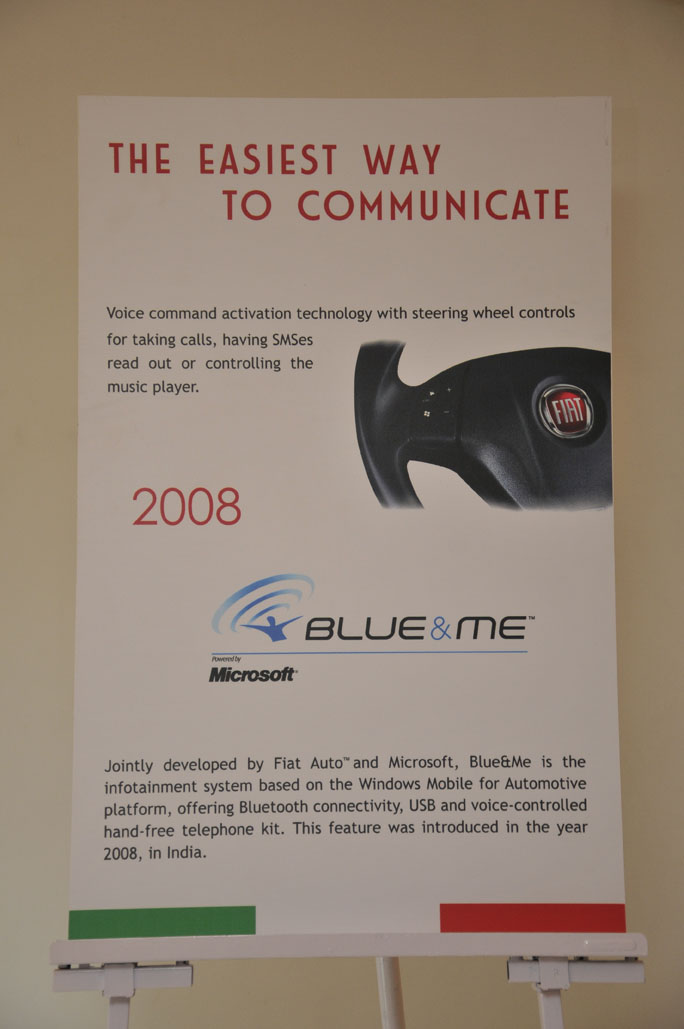 THE EASIEST WAY
TO COMMUNICATE
Voice command activation technology with steering wheel controls
for taking calls, having SMSes
read out or controlling the
music player.
FIAT
2008
BLUE&ME™
Powered by
Microsoft®
Jointly developed by Fiat Auto™ and Microsoft, Blue&Me is the
infotainment system based on the Windows Mobile for Automotive
platform, offering Bluetooth connectivity, USB and voice-controlled
hand-free telephone kit. This feature was introduced in the year
2008, in India.